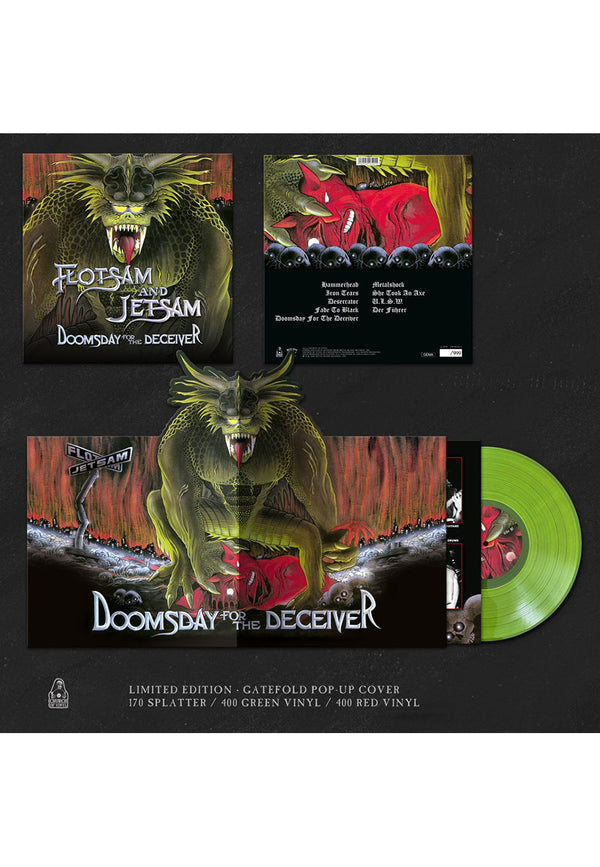 FLOTSAM
AND
JETSAM
DOOMSDAY FOR THE DECEIVER
Hammerhead
Iron Tears
Desecrator
Fade To Black
Doomsday For The Deceiver
Metalshock
She Took An Axe
U.L.S.W.
Der Führer
GEMA
/999
FLOTSAM
JETSAM
DOOMSDAY FOR THE DECEIVER
LIMITED EDITION · GATEFOLD POP-UP COVER
170 SPLATTER / 400 GREEN VINYL / 400 RED VINYL